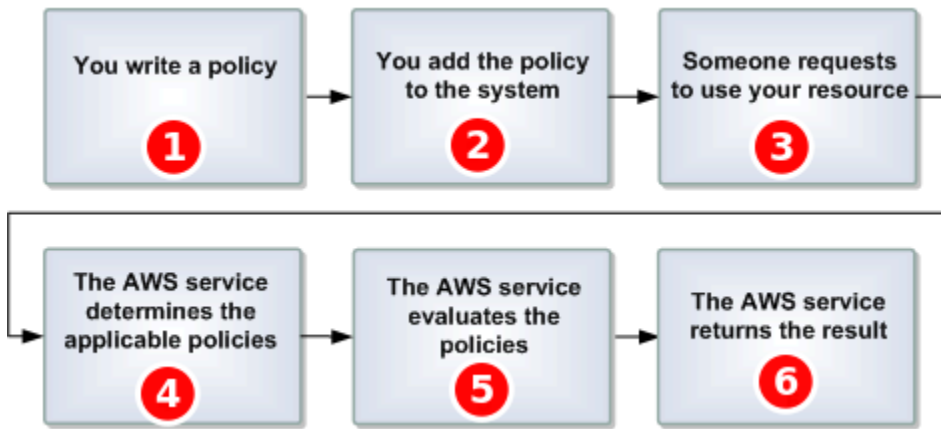 You write a policy
1
You add the policy
to the system
2
Someone requests
to use your resource
3
The AWS service
determines the
applicable policies
4
The AWS service
evaluates the
policies
5
The AWS service
returns the result
6